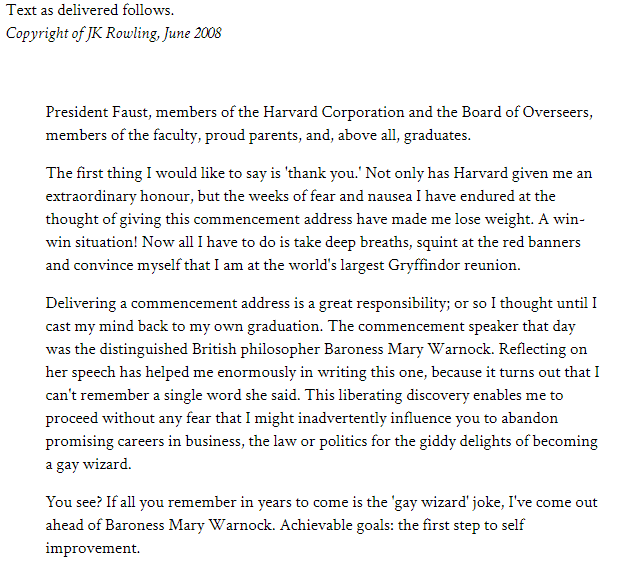 Text as delivered follows.
Copyright of JK Rowling, June 2008
President Faust, members of the Harvard Corporation and the Board of Overseers,
members of the faculty, proud parents, and, above all, graduates.
The first thing I would like to say is 'thank you.' Not only has Harvard given me an
extraordinary honour, but the weeks of fear and nausea I have endured at the
thought of giving this commencement address have made me lose weight. A win-
win situation! Now all I have to do is take deep breaths, squint at the red banners
and convince myself that I am at the world's largest Gryffindor reunion.
Delivering a commencement address is a great responsibility; or so I thought until I
cast my mind back to my own graduation. The commencement speaker that day
was the distinguished British philosopher Baroness Mary Warnock. Reflecting on
her speech has helped me enormously in writing this one, because it turns out that I
can't remember a single word she said. This liberating discovery enables me to
proceed without any fear that I might inadvertently influence you to abandon
promising careers in business, the law or politics for the giddy delights of becoming
a gay wizard.
You see? If all you remember in years to come is the 'gay wizard' joke, I've come out
ahead of Baroness Mary Warnock. Achievable goals: the first step to self
improvement.